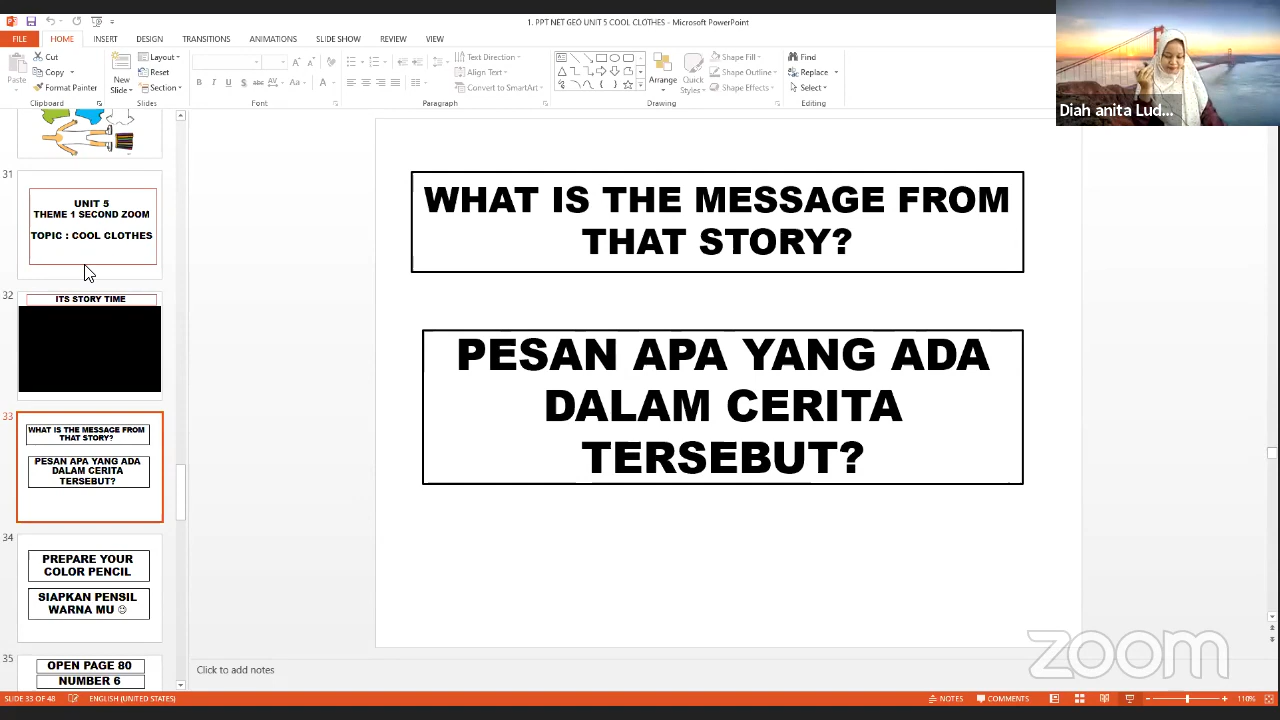 1. PPT NET GEO UNIT 5 COOL CLOTHES - Microsoft PowerPoint
FILE HOME INSERT DESIGN TRANSITIONS ANIMATIONS SLIDE SHOW REVIEW VIEW
Paste
Cut
Copy
Format Painter
Clipboard
New
Slide
Layout
Reset
Section
Slides
Font
Text Direction
Align Text
Convert to SmartArt
Paragraph
Arrange
Quick
Styles
Shape Fill
Shape Outline
Shape Effects
Drawing
Find
Replace
Select
Editing
Diah anita Lud...
31
UNIT 5
THEME 1 SECOND ZOOM
TOPIC : COOL CLOTHES
32
ITS STORY TIME
33
WHAT IS THE MESSAGE FROM
THAT STORY?
PESAN APA YANG ADA
DALAM CERITA
TERSEBUT?
34
PREPARE YOUR
COLOR PENCIL
SIAPKAN PENSIL
WARNA MU ☺
35
OPEN PAGE 80
NUMBER 6
WHAT IS THE MESSAGE FROM
THAT STORY?
PESAN APA YANG ADA
DALAM CERITA
TERSEBUT?
zoom
Click to add notes
SLIDE 33 OF 48 ENGLISH (UNITED STATES) NOTES COMMENTS 110%